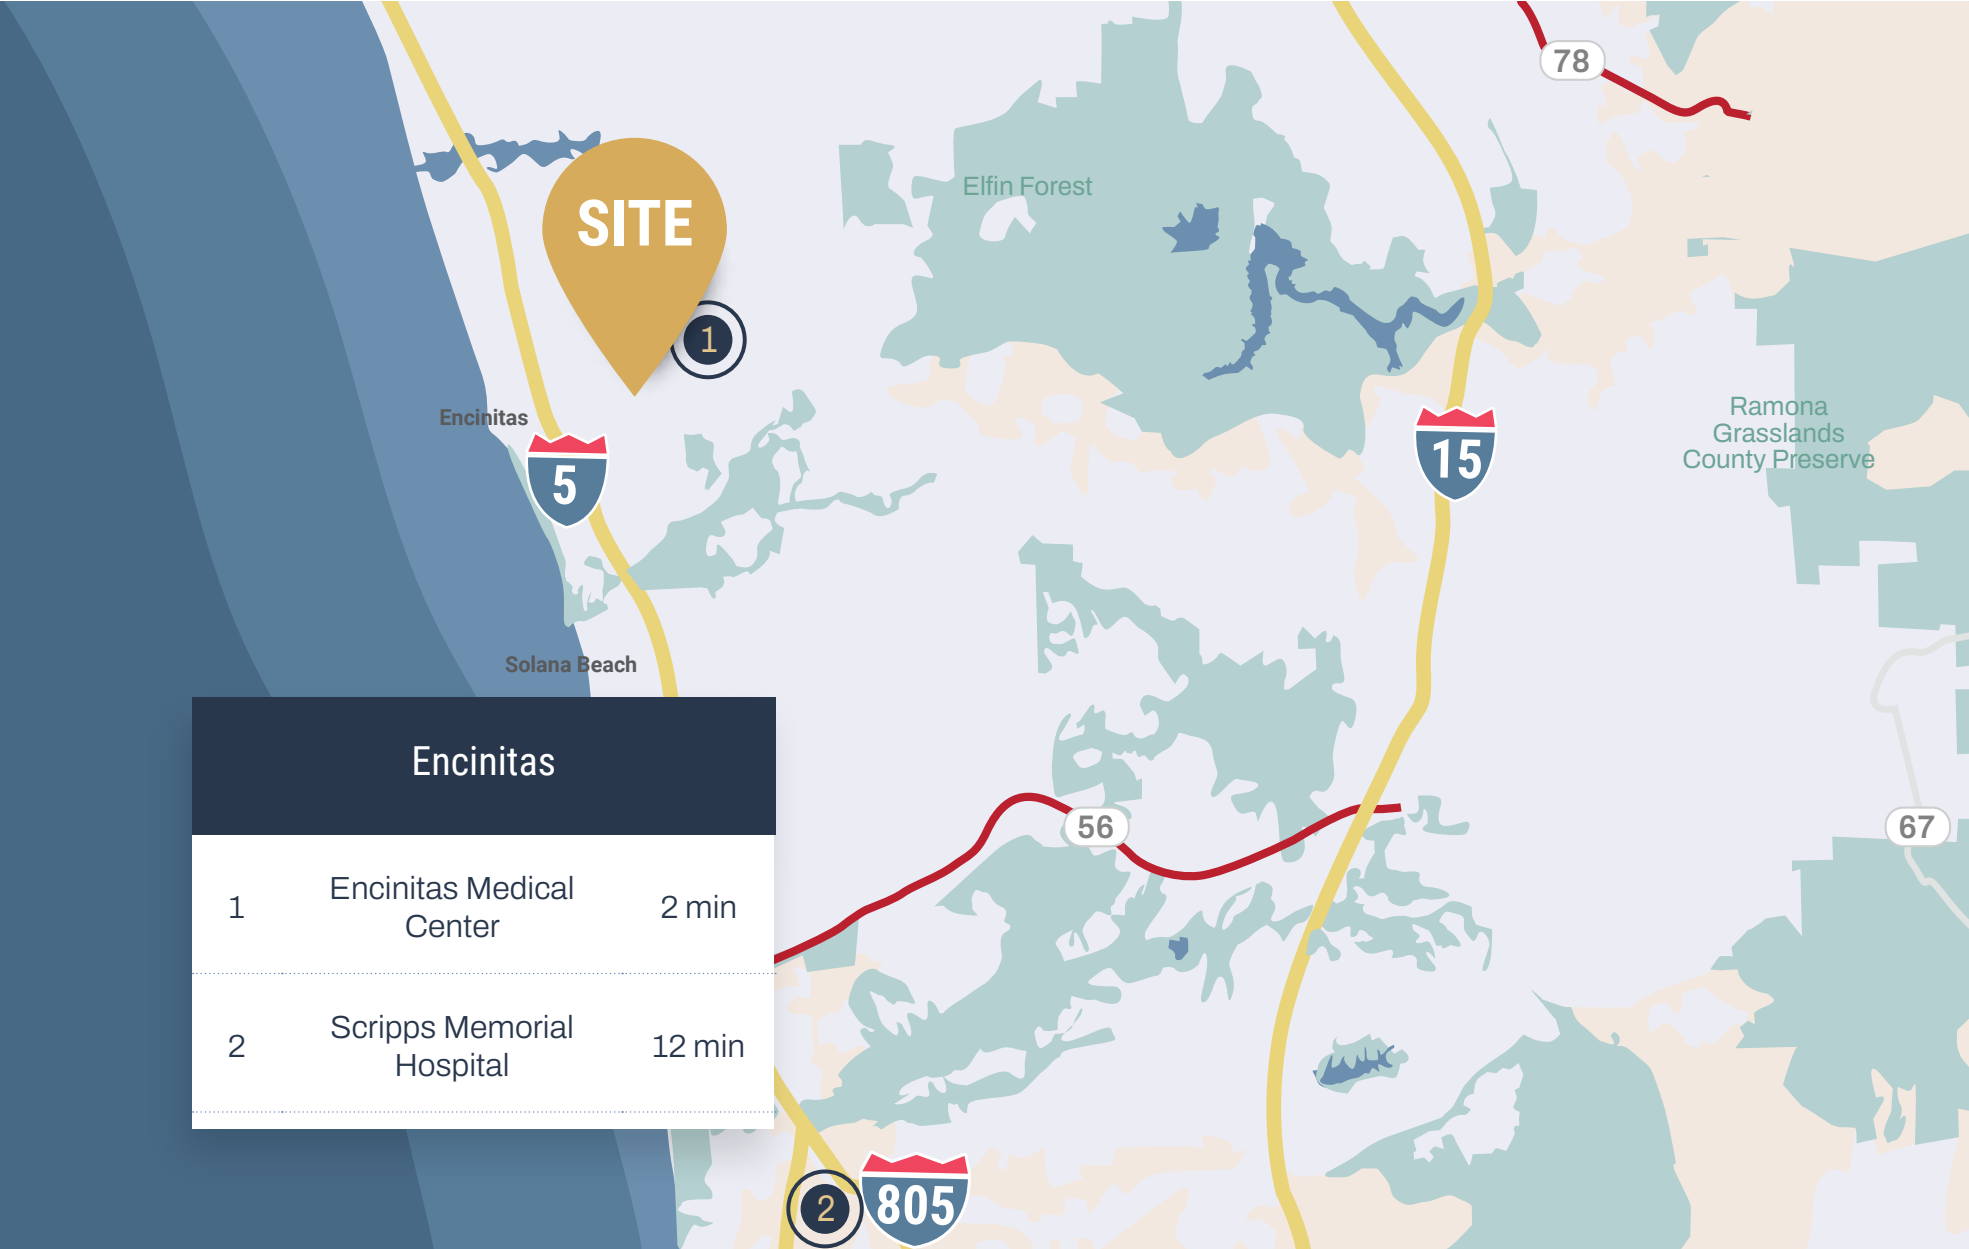 78
Elfin Forest
SITE
1
Encinitas
5
15
Ramona
Grasslands
County Preserve
Solana Beach
Encinitas
1
Encinitas Medical
Center
2 min
2
Scripps Memorial
Hospital
12 min
56
67
2
805